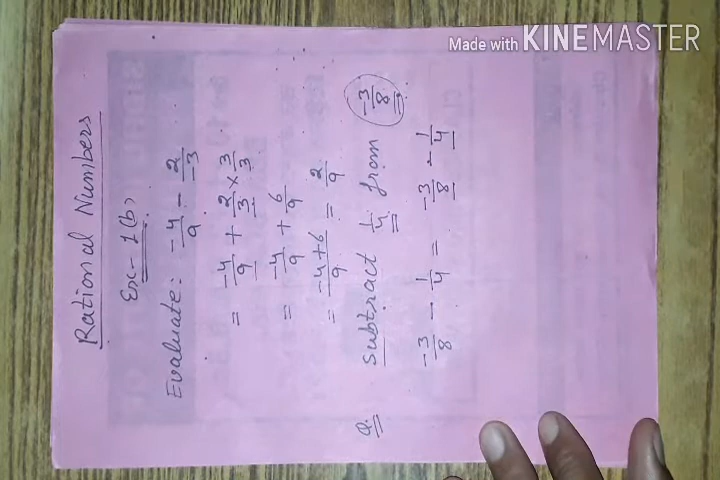 Made with KINEMASTER
Rational Numbers
Ex- 1(b)
Evaluate: -4/9 - 2/-3
= -4/9 + 2/3 × 3/3
= -4/9 + 6/9
= -4+6/9 = 2/9
Q. Subtract 1/4 from -3/8
-3/8 - 1/4 = -3/8 - 1/4